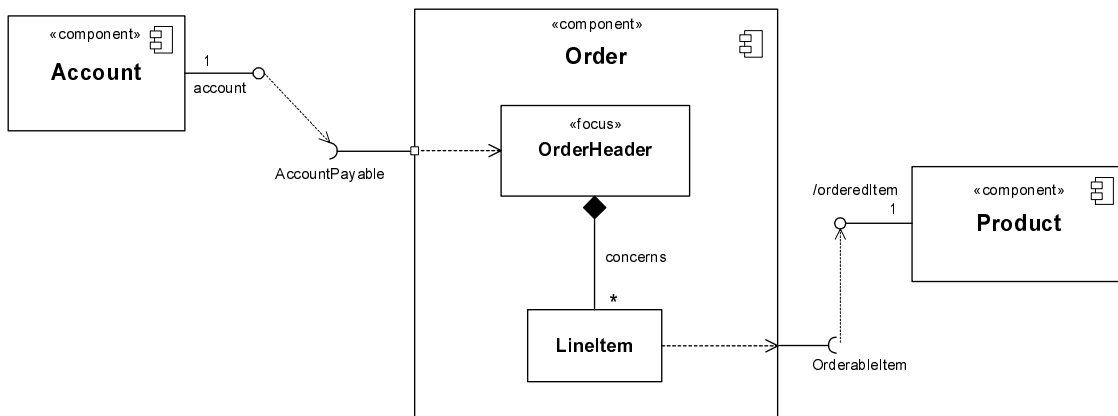 «component»
Account
1
account
AccountPayable
«component»
Order
«focus»
OrderHeader
concerns
*
LineItem
/orderedItem
1
OrderableItem
«component»
Product